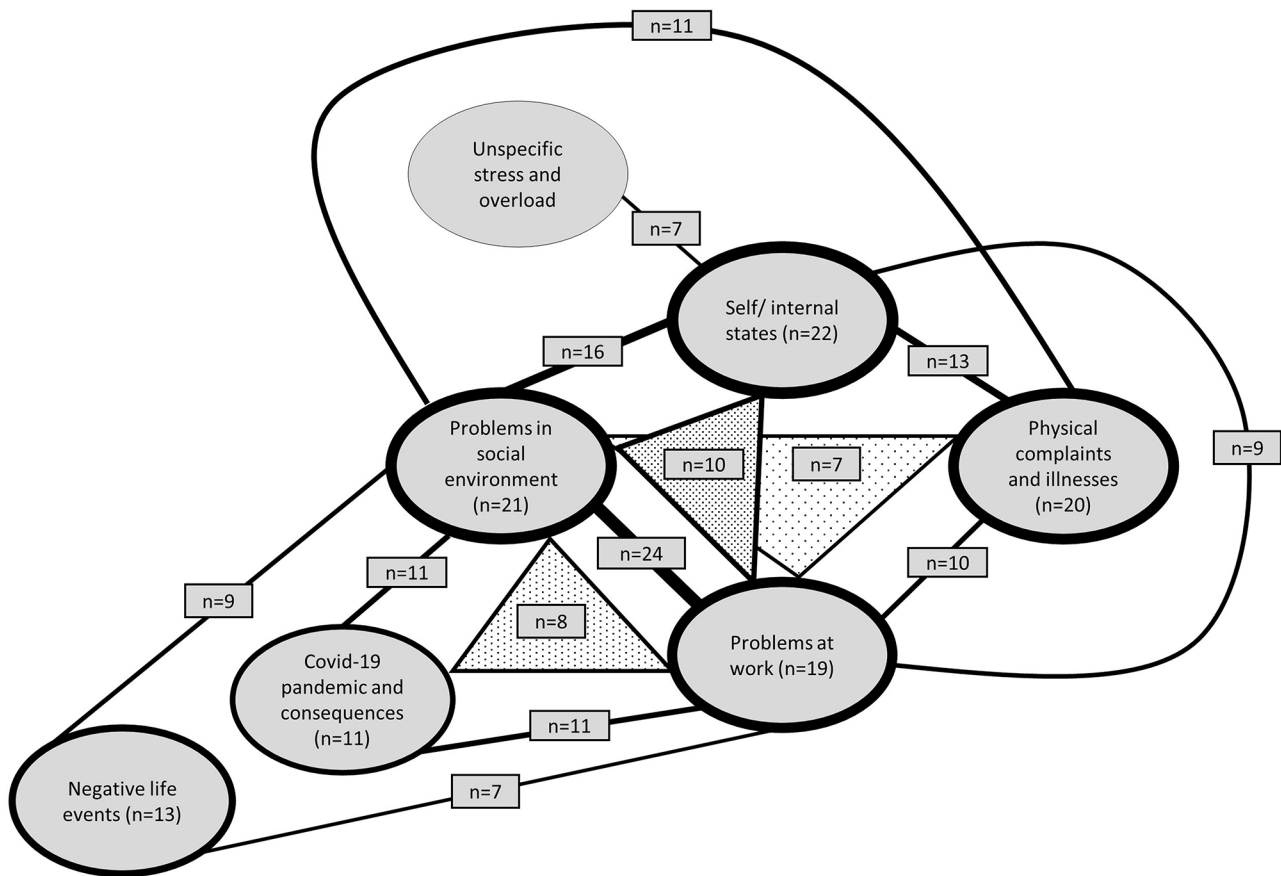 n=11
Unspecific
stress and
overload
n=7
Self/ internal
states (n=22)
n=16
n=13
Problems in
social
environment
(n=21)
n=10
n=7
Physical
complaints
and illnesses
(n=20)
n=9
n=24
n=11
n=10
n=9
n=8
Problems at
work (n=19)
Covid-19
pandemic and
consequences
(n=11)
n=11
Negative life
events (n=13)
n=7